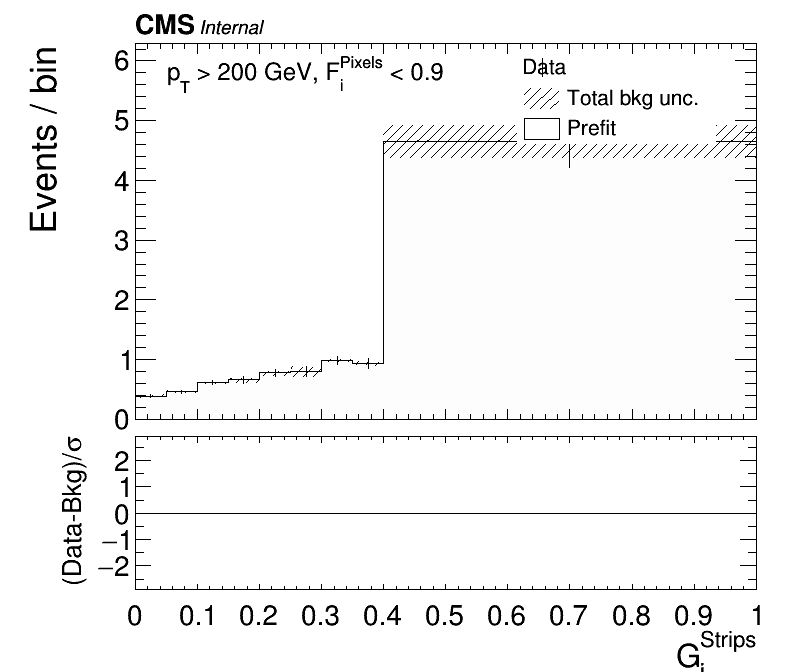 CMS Internal
p_T > 200 GeV, F_i^Pixels < 0.9
Data
Total bkg unc.
Prefit
Events / bin
6
5
4
3
2
1
0
(Data-Bkg)/σ
2
1
0
−1
−2
0 0.1 0.2 0.3 0.4 0.5 0.6 0.7 0.8 0.9 1
G_i^Strips